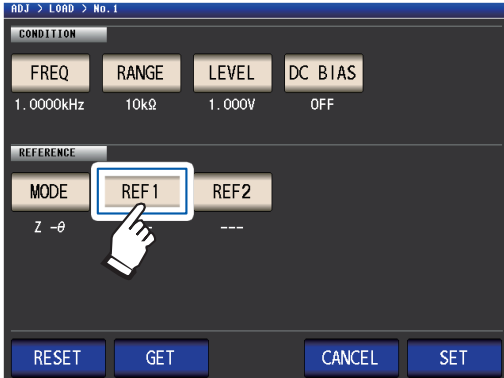 ADJ > LOAD > No.1
CONDITION
FREQ RANGE LEVEL DC BIAS
1.0000kHz 10kΩ 1.000V OFF
REFERENCE
MODE REF1 REF2
Z -θ ---
RESET GET CANCEL SET